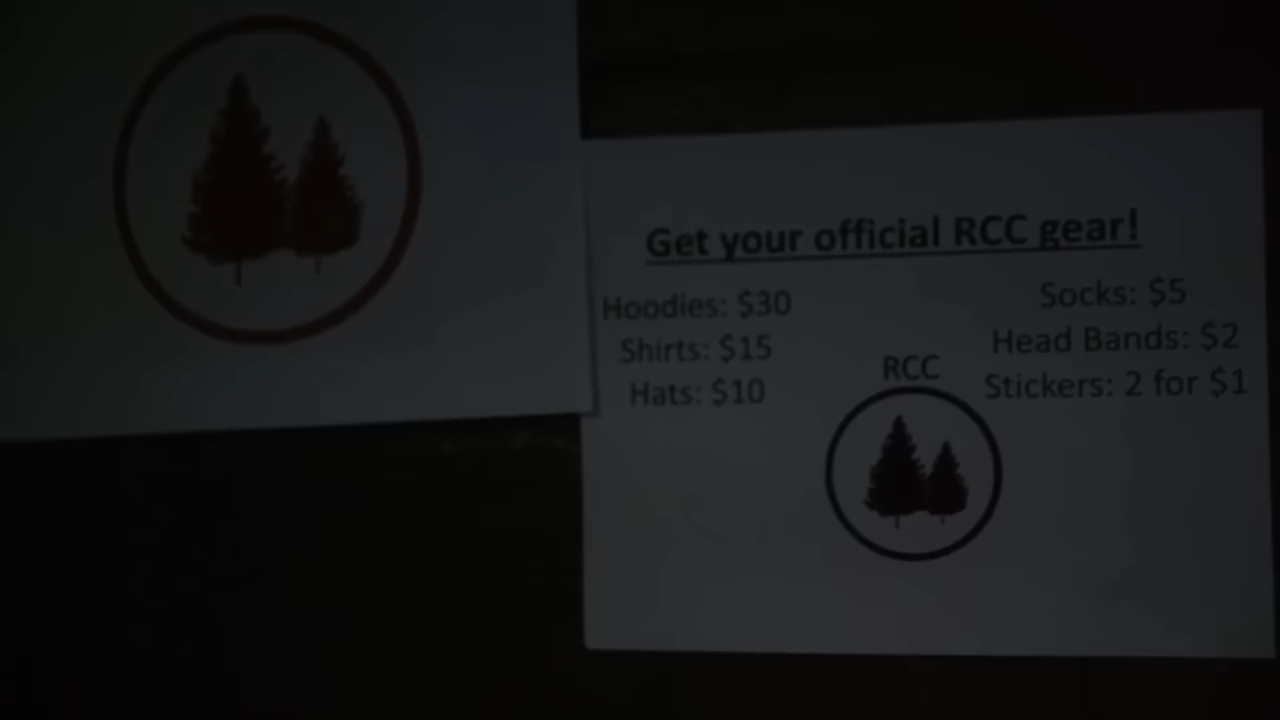 Get your official RCC gear!
Hoodies: $30
Shirts: $15
Hats: $10
Socks: $5
Head Bands: $2
Stickers: 2 for $1
RCC